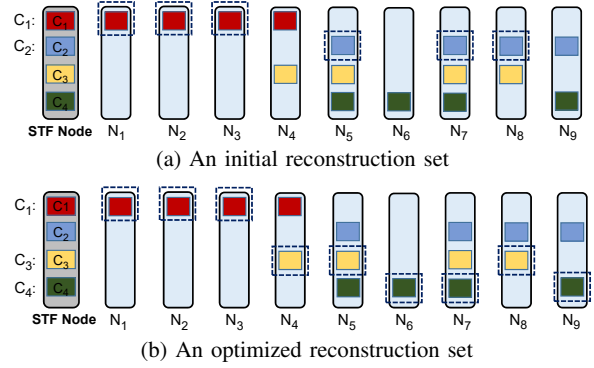 C₁: C₁
C₂: C₂
C₃
C₄
STF Node N₁ N₂ N₃ N₄ N₅ N₆ N₇ N₈ N₉
(a) An initial reconstruction set
C₁: C₁
C₂
C₃: C₃
C₄: C₄
STF Node N₁ N₂ N₃ N₄ N₅ N₆ N₇ N₈ N₉
(b) An optimized reconstruction set